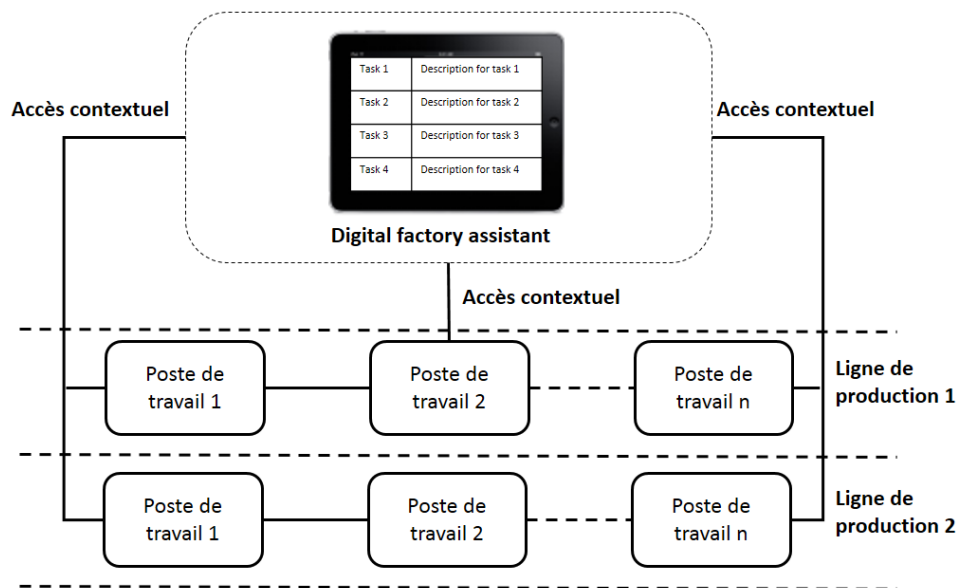 Task 1 Description for task 1
Task 2 Description for task 2
Task 3 Description for task 3
Task 4 Description for task 4
Digital factory assistant
Accès contextuel
Accès contextuel
Accès contextuel
Poste de
travail 1
Poste de
travail 2
Poste de
travail n
Ligne de
production 1
Poste de
travail 1
Poste de
travail 2
Poste de
travail n
Ligne de
production 2